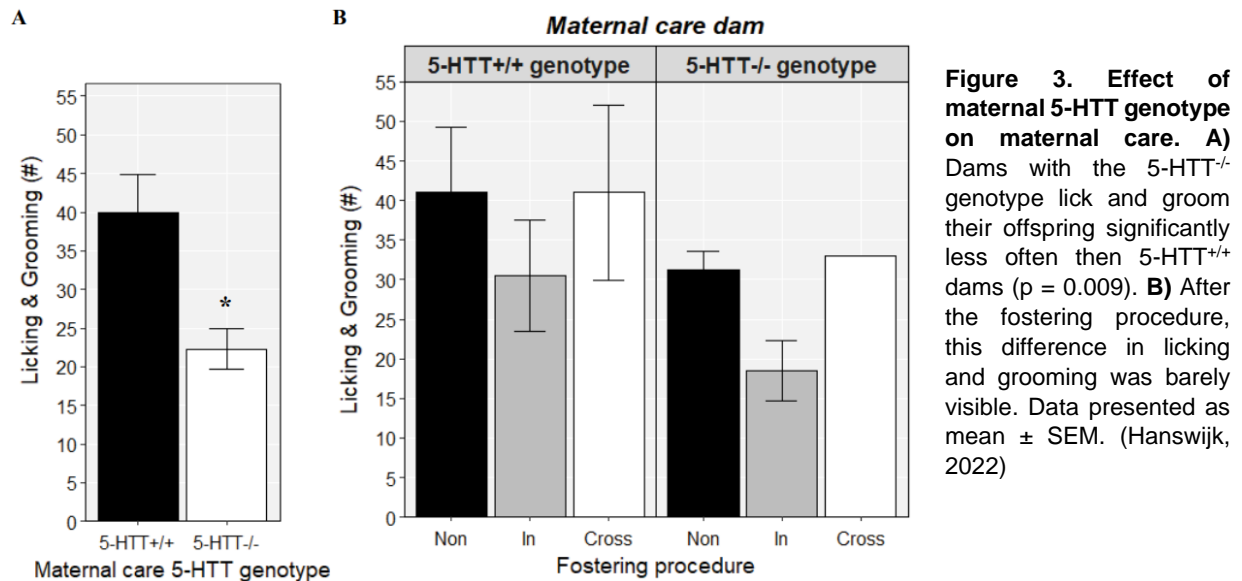 A
Licking & Grooming (#)
55
50
45
40
35
30
25
20
15
10
5
0
*
5-HTT+/+ 5-HTT-/-
Maternal care 5-HTT genotype
B
Maternal care dam
5-HTT+/+ genotype 5-HTT-/- genotype
Licking & Grooming (#)
55
50
45
40
35
30
25
20
15
10
5
0
Non In Cross Non In Cross
Fostering procedure
Figure 3. Effect of
maternal 5-HTT genotype
on maternal care. A)
Dams with the 5-HTT-/-
genotype lick and groom
their offspring significantly
less often then 5-HTT+/+
dams (p = 0.009). B) After
the fostering procedure,
this difference in licking
and grooming was barely
visible. Data presented as
mean ± SEM. (Hanswijk,
2022)